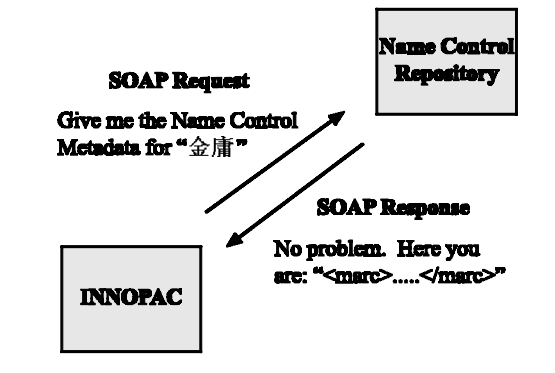 Name Control
Repository
SOAP Request
Give me the Name Control
Metadata for “金庸”
SOAP Response
No problem.  Here you
are: “<marc>.....</marc>”
INNOPAC